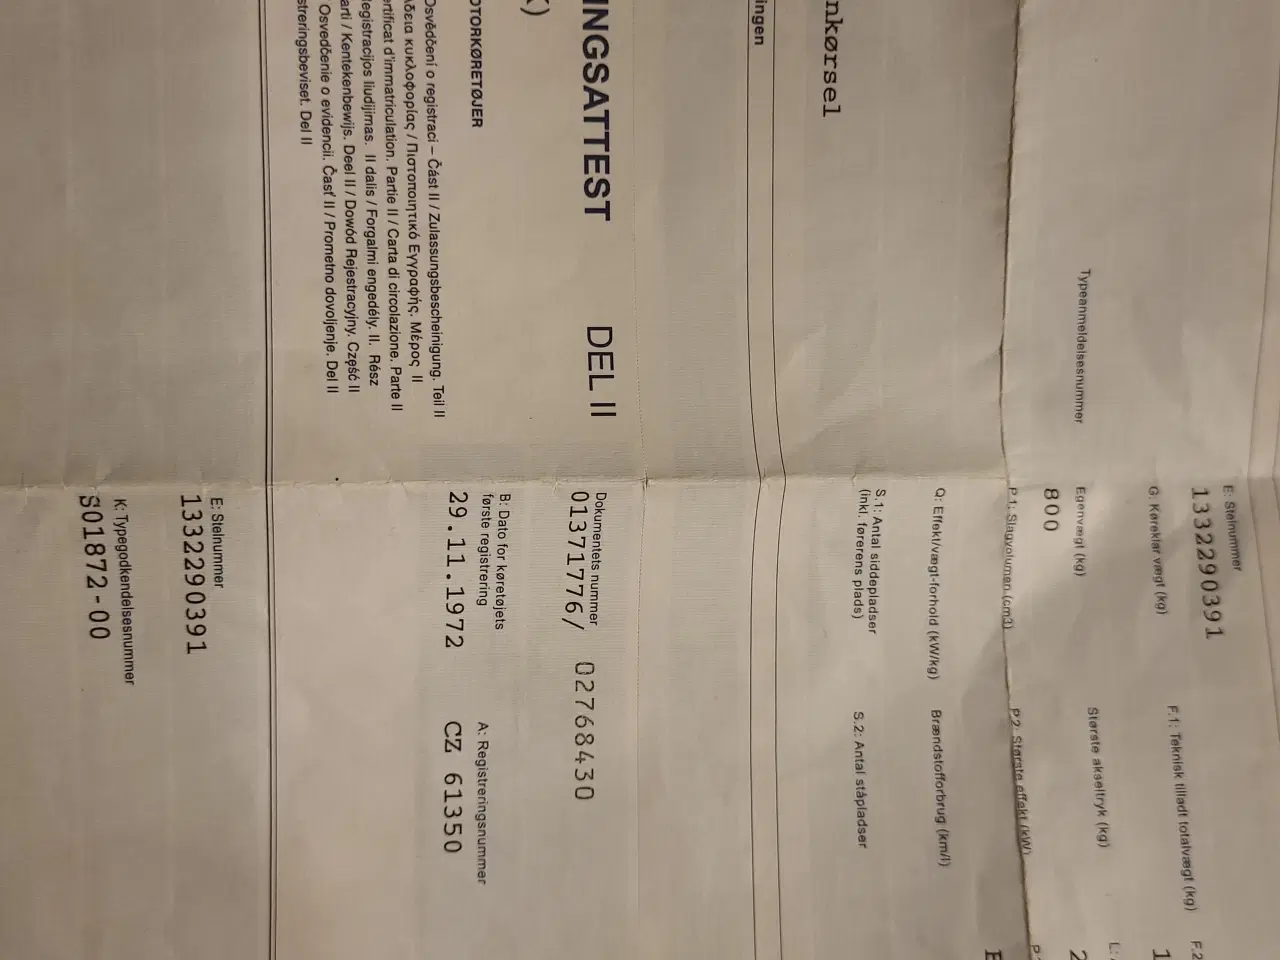 INGSATTEST DEL II
K)
OTORKØRETØJER
Osvědčení o registraci – Část II / Zulassungsbescheinigung. Teil II
Άδεια κυκλοφορίας / Πιστοποιητικό Εγγραφής. Μέρος II
ertificat d'immatriculation. Partie II / Carta di circolazione. Parte II
egistracijos liudijimas. II dalis / Forgalmi engedély. II. Rész
arti / Kentekenbewijs. Deel II / Dowód Rejestracyjny. Część II
Osvedčenie o evidencii. Časť II / Prometno dovoljenje. Del II
streringsbeviset. Del II
Dokumentets nummer
01371776/ 02768430
B: Dato for køretøjets
første registrering
29.11.1972
A: Registreringsnummer
CZ 61350
E: Stelnummer
1332290391
K: Typegodkendelsesnummer
S01872-00
E: Stelnummer
1332290391
G: Køreklar vægt (kg)
F.1: Teknisk tilladt totalvægt (kg)
F.2
1
Typeanmeldelsesnummer
Egenvægt (kg)
800
Største akseltryk (kg)
L:
2
P.1: Slagvolumen (cm3)
P.2: Største effekt (kW)
Q: Effekt/vægt-forhold (kW/kg)
Brændstofforbrug (km/l)
nkørsel
S.1: Antal siddepladser
(inkl. førerens plads)
S.2: Antal ståpladser
ingen